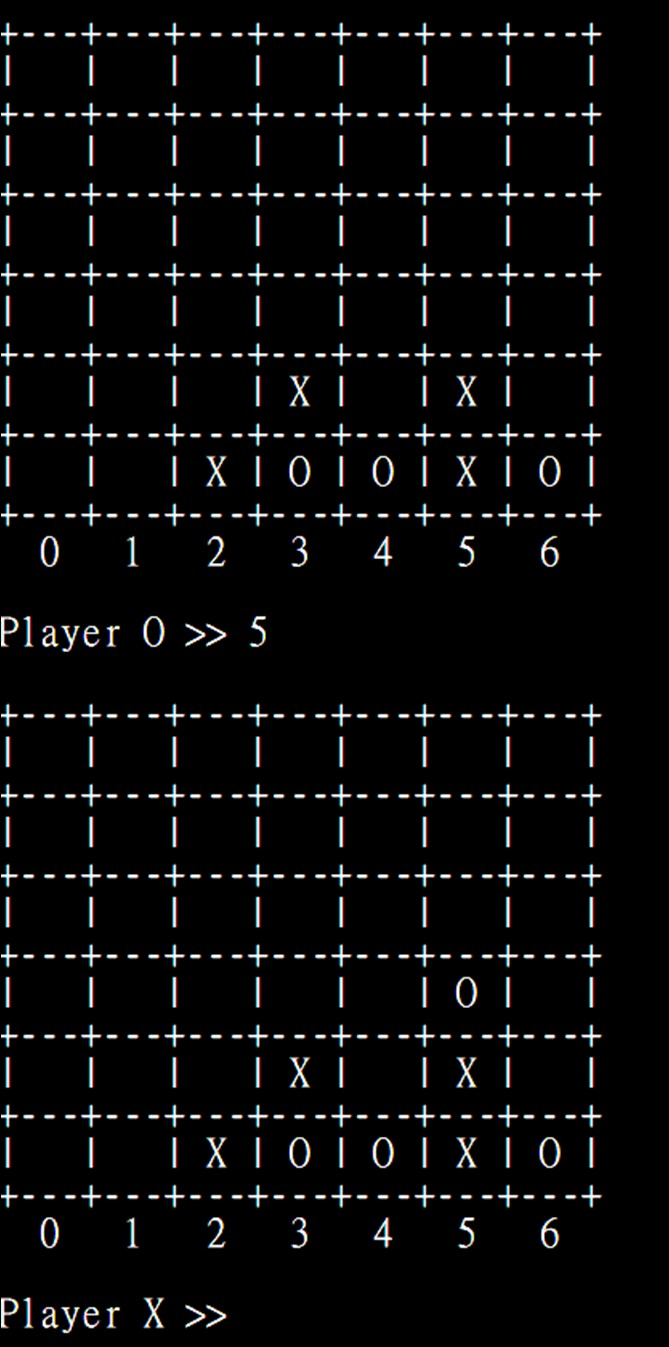 +---+---+---+---+---+---+---+
|   |   |   |   |   |   |   |
+---+---+---+---+---+---+---+
|   |   |   |   |   |   |   |
+---+---+---+---+---+---+---+
|   |   |   |   |   |   |   |
+---+---+---+---+---+---+---+
|   |   |   |   |   |   |   |
+---+---+---+---+---+---+---+
|   |   |   | X |   | X |   |
+---+---+---+---+---+---+---+
|   |   | X | O | O | X | O |
+---+---+---+---+---+---+---+
  0   1   2   3   4   5   6
Player O >> 5
+---+---+---+---+---+---+---+
|   |   |   |   |   |   |   |
+---+---+---+---+---+---+---+
|   |   |   |   |   |   |   |
+---+---+---+---+---+---+---+
|   |   |   |   |   |   |   |
+---+---+---+---+---+---+---+
|   |   |   |   |   | O |   |
+---+---+---+---+---+---+---+
|   |   |   | X |   | X |   |
+---+---+---+---+---+---+---+
|   |   | X | O | O | X | O |
+---+---+---+---+---+---+---+
  0   1   2   3   4   5   6
Player X >>